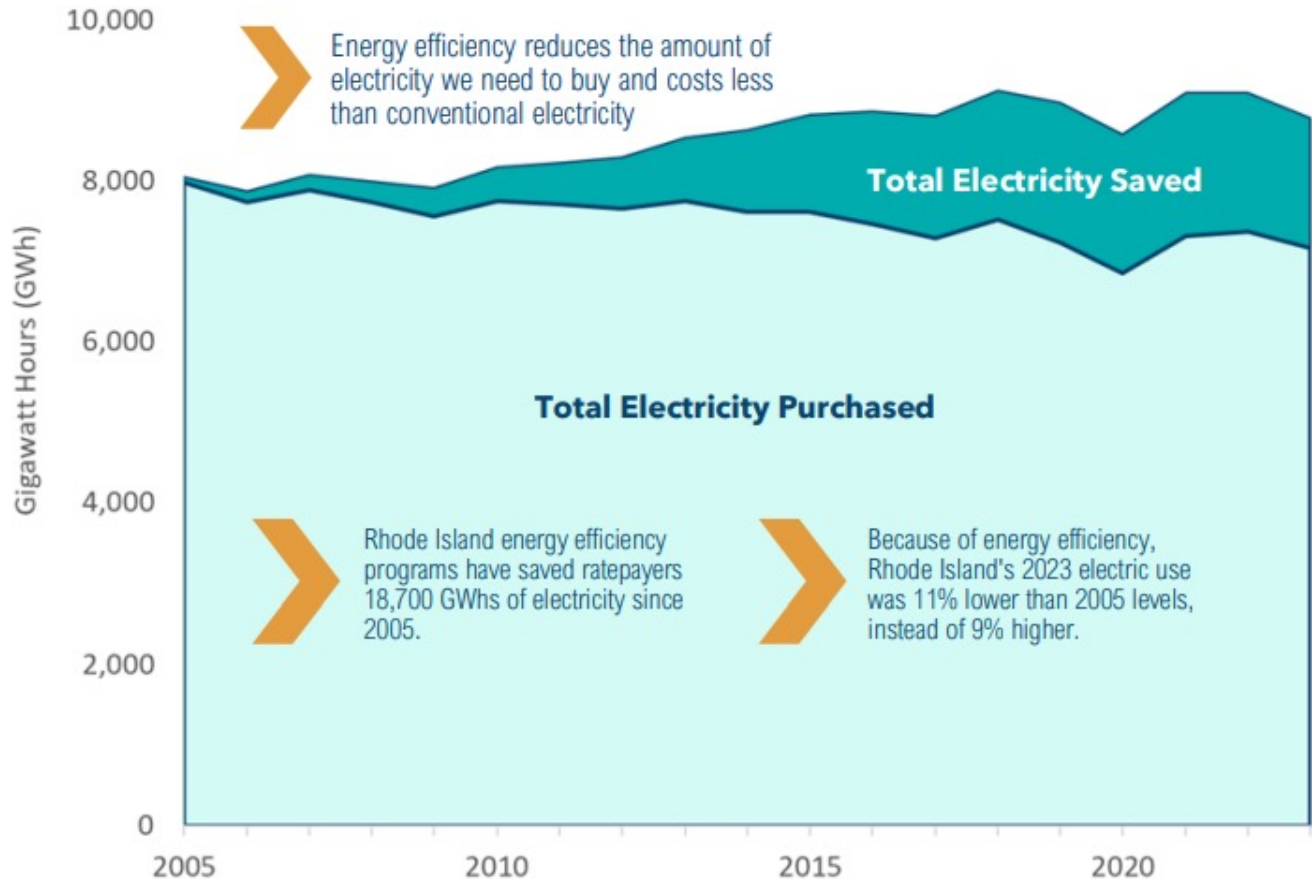 10,000
Energy efficiency reduces the amount of
electricity we need to buy and costs less
than conventional electricity
8,000
Total Electricity Saved
Gigawatt Hours (GWh)
6,000
Total Electricity Purchased
4,000
Rhode Island energy efficiency
programs have saved ratepayers
18,700 GWhs of electricity since
2005.
Because of energy efficiency,
Rhode Island's 2023 electric use
was 11% lower than 2005 levels,
instead of 9% higher.
2,000
0
2005
2010
2015
2020